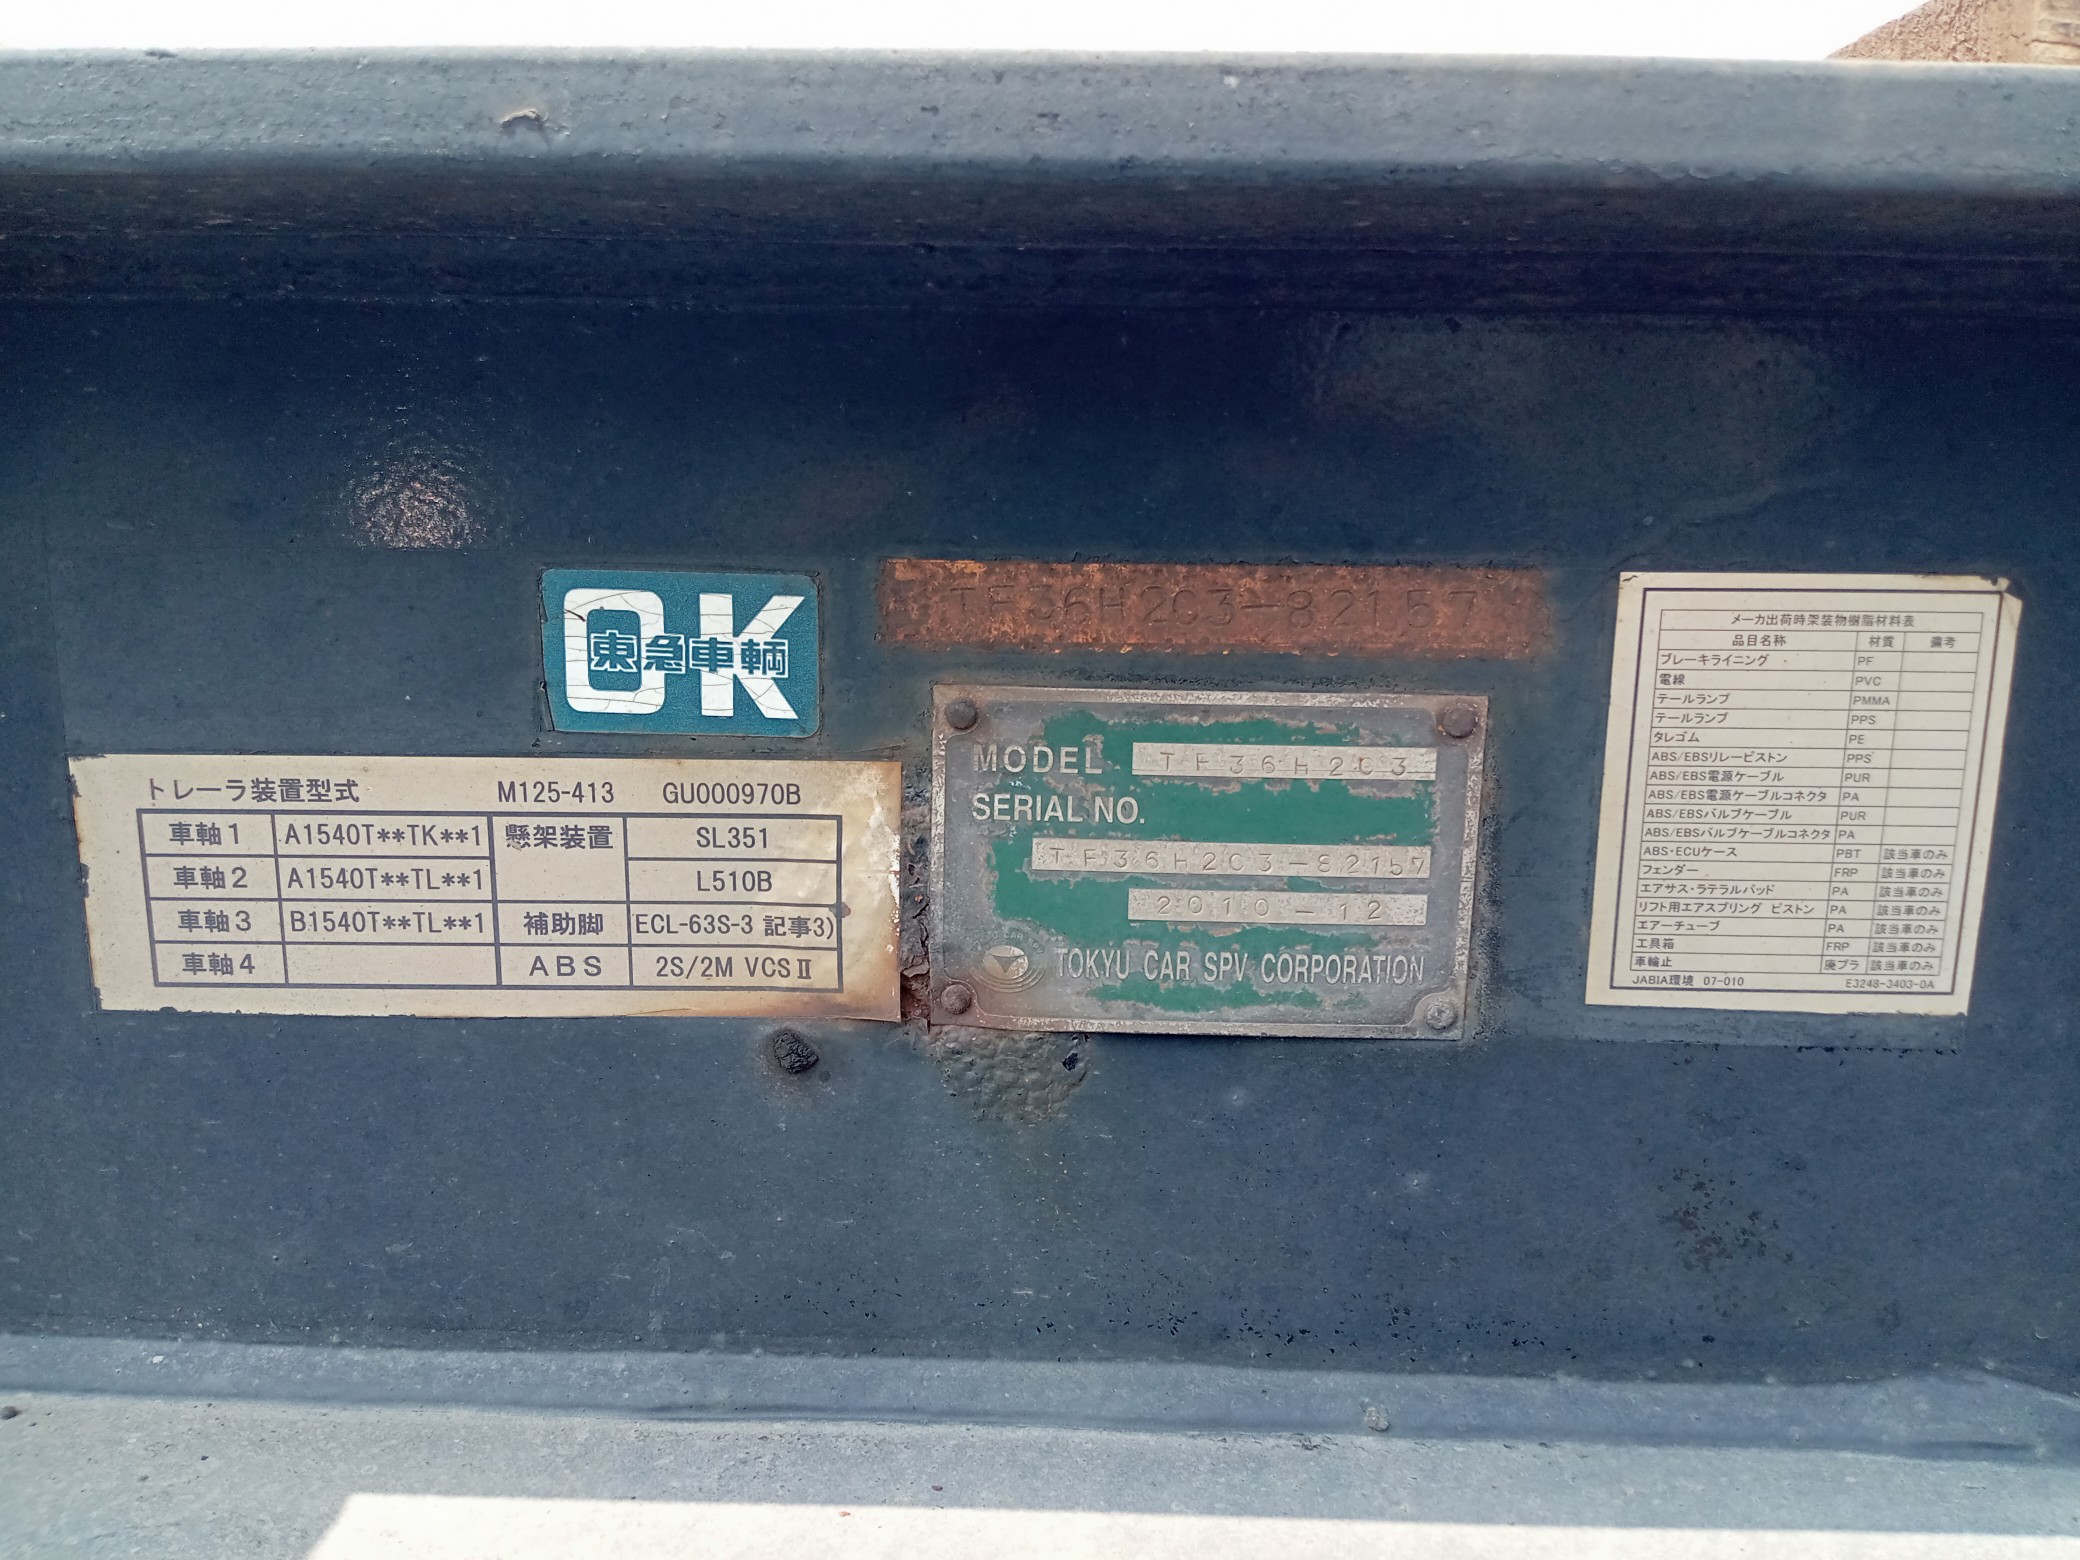 OK
東急車輌
TF36H2C3-82157
トレーラ装置型式 M125-413 GU000970B
車軸1 A1540T**TK**1 懸架装置 SL351
車軸2 A1540T**TL**1 L510B
車軸3 B1540T**TL**1 補助脚 ECL-63S-3 記事3)
車軸4 ABS 2S/2M VCSⅡ
MODEL TF36H2C3
SERIAL NO.
TF36H2C3-82157
2010-12
TOKYU CAR SPV CORPORATION
メーカ出荷時架装物樹脂材料表
品目名称 材質 備考
ブレーキライニング PF
電線 PVC
テールランプ PMMA
テールランプ PPS
タレゴム PE
ABS/EBSリレーピストン PPS
ABS/EBS電源ケーブル PUR
ABS/EBS電源ケーブルコネクタ PA
ABS/EBSバルブケーブル PUR
ABS/EBSバルブケーブルコネクタ PA
ABS・ECUケース PBT 該当車のみ
フェンダー FRP 該当車のみ
エアサス・ラテラルパッド PA 該当車のみ
リフト用エアスプリング ピストン PA 該当車のみ
エアーチューブ PA 該当車のみ
工具箱 FRP 該当車のみ
車輪止 廃プラ 該当車のみ
JABIA環境 07-010 E3248-3403-0A